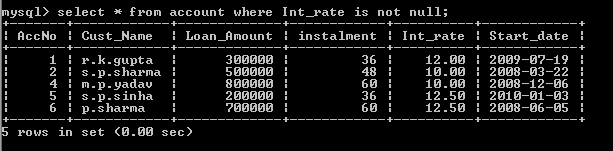 mysql> select * from account where Int_rate is not null;
+-------+------------+-------------+------------+----------+------------+
| AccNo | Cust_Name | Loan_Amount | instalment | Int_rate | Start_date |
+-------+------------+-------------+------------+----------+------------+
| 1 | r.k.gupta | 300000 | 36 | 12.00 | 2009-07-19 |
| 2 | s.p.sharma | 500000 | 48 | 10.00 | 2008-03-22 |
| 4 | m.p.yadav | 800000 | 60 | 10.00 | 2008-12-06 |
| 5 | s.p.sinha | 200000 | 36 | 12.50 | 2010-01-03 |
| 6 | p.sharma | 700000 | 60 | 12.50 | 2008-06-05 |
+-------+------------+-------------+------------+----------+------------+
5 rows in set (0.00 sec)